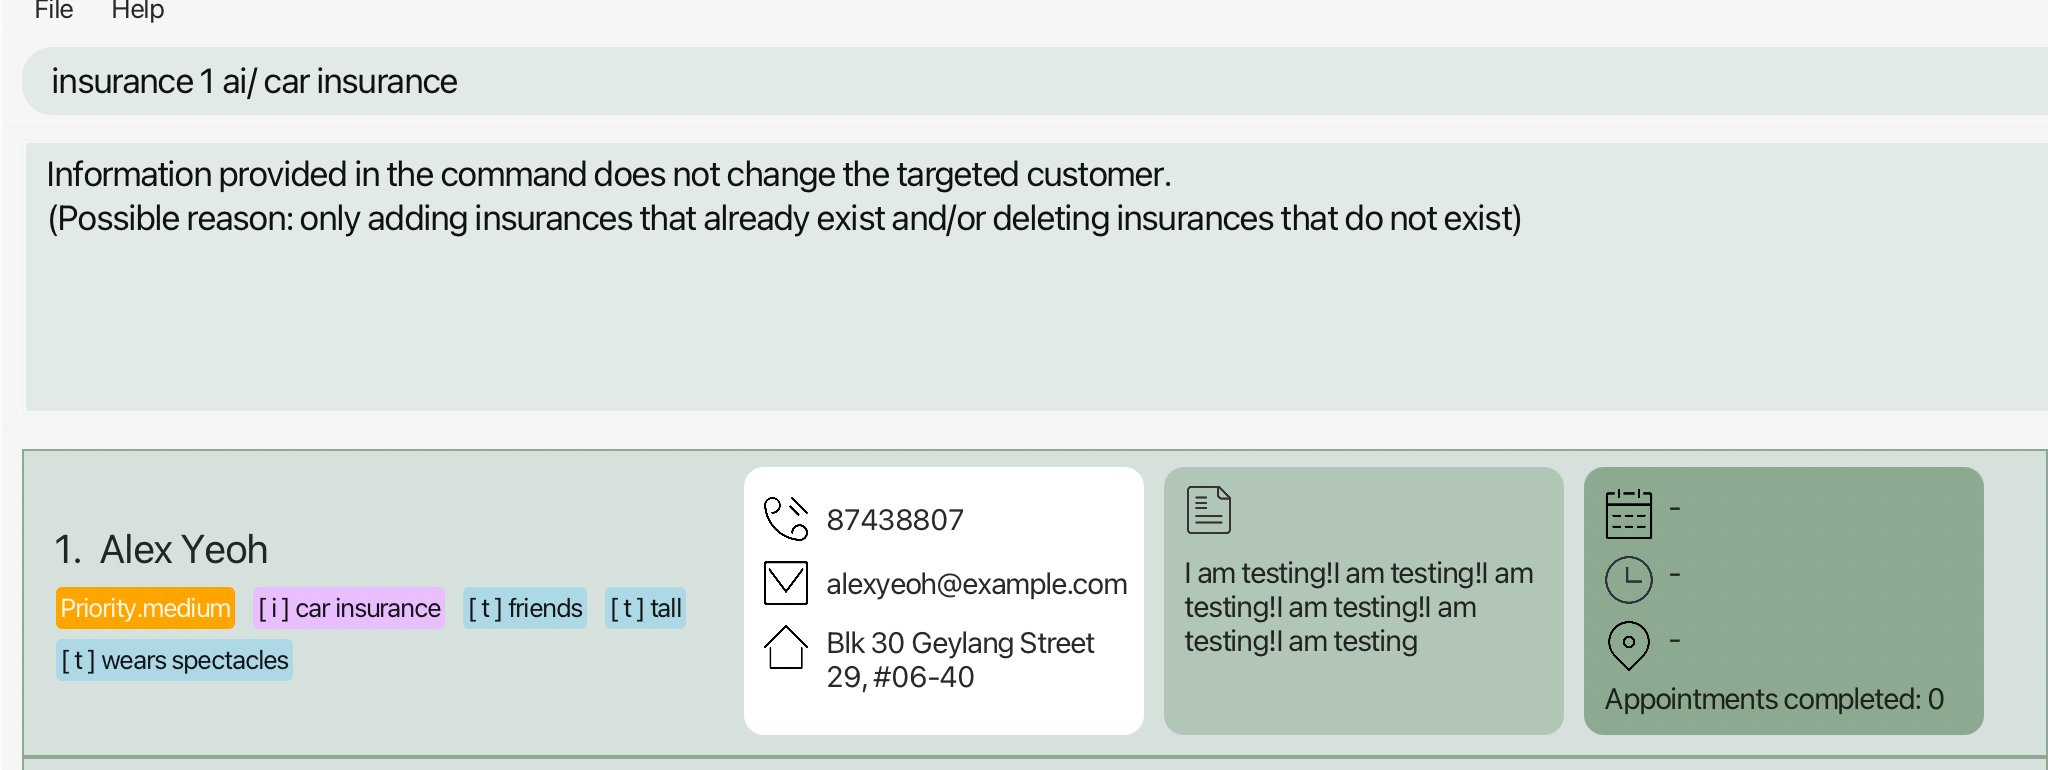 File Help
insurance 1 ai/ car insurance
Information provided in the command does not change the targeted customer.
(Possible reason: only adding insurances that already exist and/or deleting insurances that do not exist)
1. Alex Yeoh
Priority.medium [ i ] car insurance [ t ] friends [ t ] tall
[ t ] wears spectacles
87438807
alexyeoh@example.com
Blk 30 Geylang Street
29, #06-40
I am testing!I am testing!I am
testing!I am testing!I am
testing!I am testing
-
-
-
Appointments completed: 0